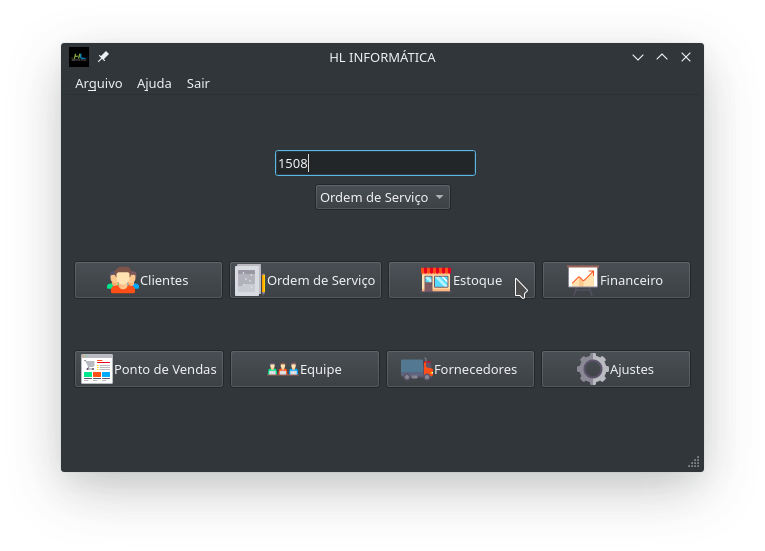 HL INFORMÁTICA
Arquivo Ajuda Sair
1508
Ordem de Serviço
Clientes Ordem de Serviço Estoque Financeiro
Ponto de Vendas Equipe Fornecedores Ajustes